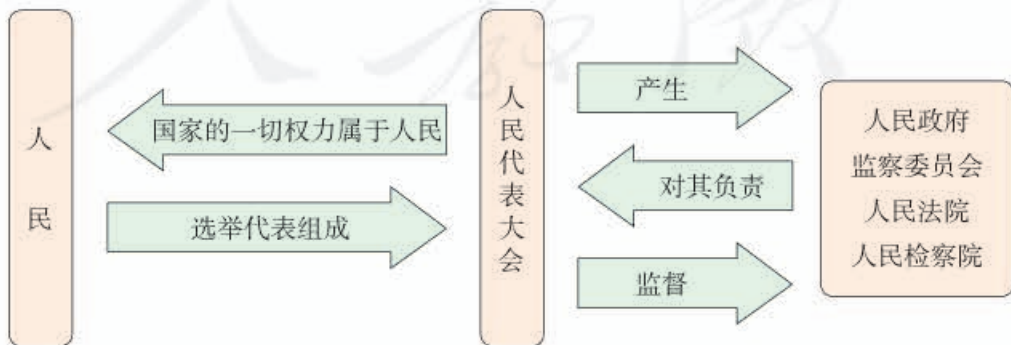 人民
国家的一切权力属于人民
选举代表组成
人民代表大会
产生
对其负责
监督
人民政府
监察委员会
人民法院
人民检察院